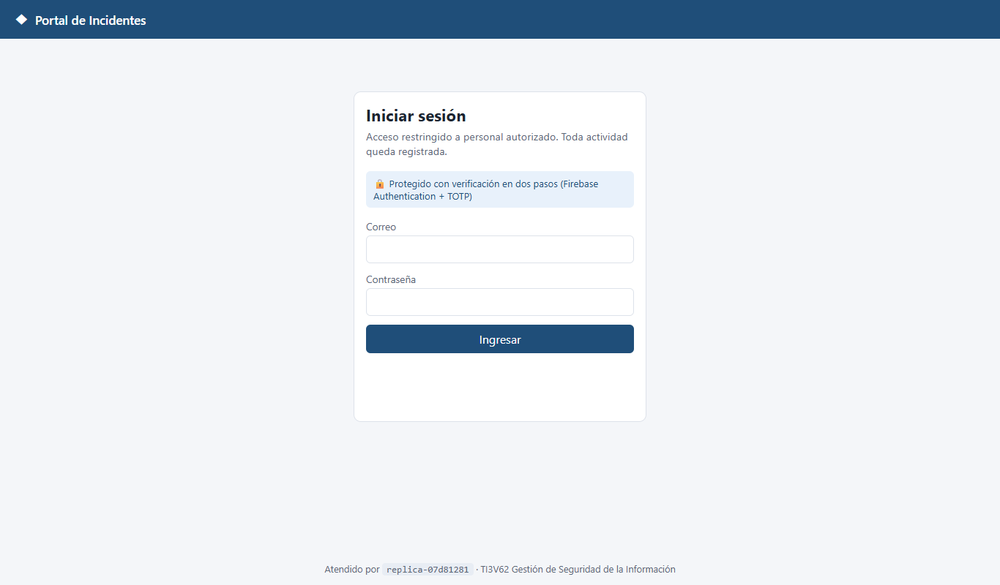 Portal de Incidentes
Iniciar sesión
Acceso restringido a personal autorizado. Toda actividad
queda registrada.
🔒 Protegido con verificación en dos pasos (Firebase
Authentication + TOTP)
Correo
Contraseña
Ingresar
Atendido por replica-07d81281 · TI3V62 Gestión de Seguridad de la Información